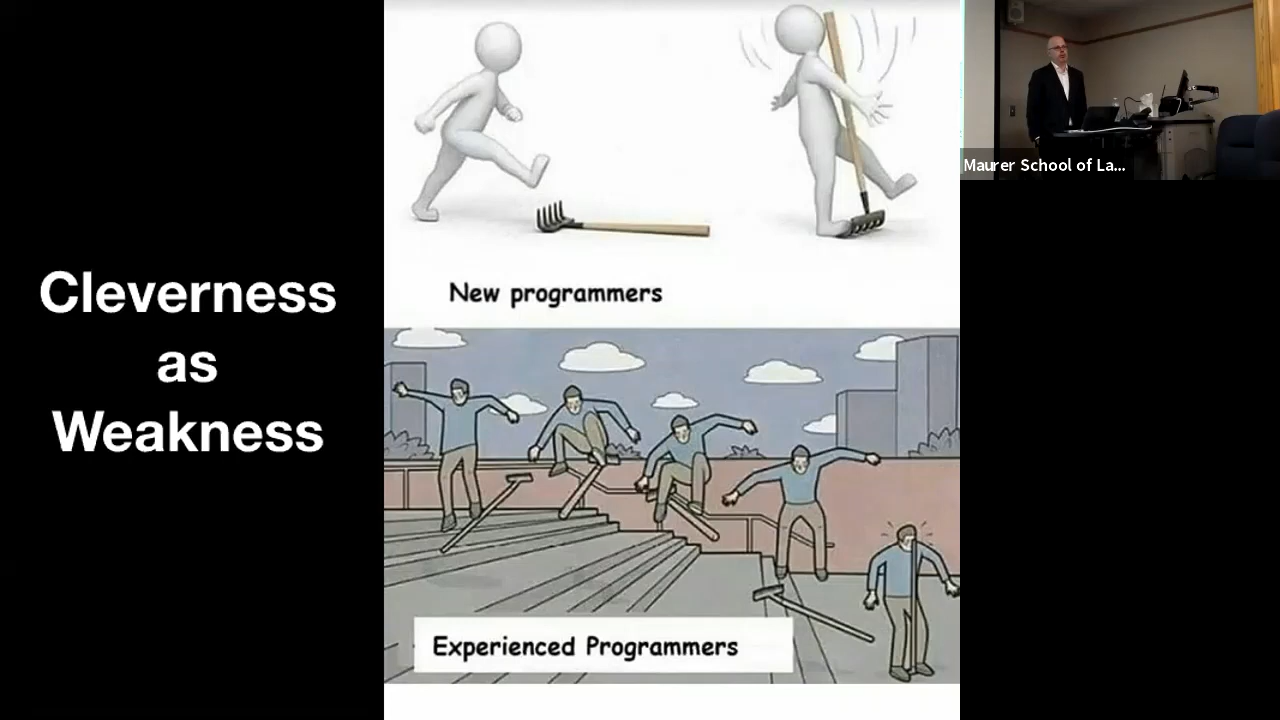 Cleverness
as
Weakness
New programmers
Experienced Programmers
Maurer School of La...